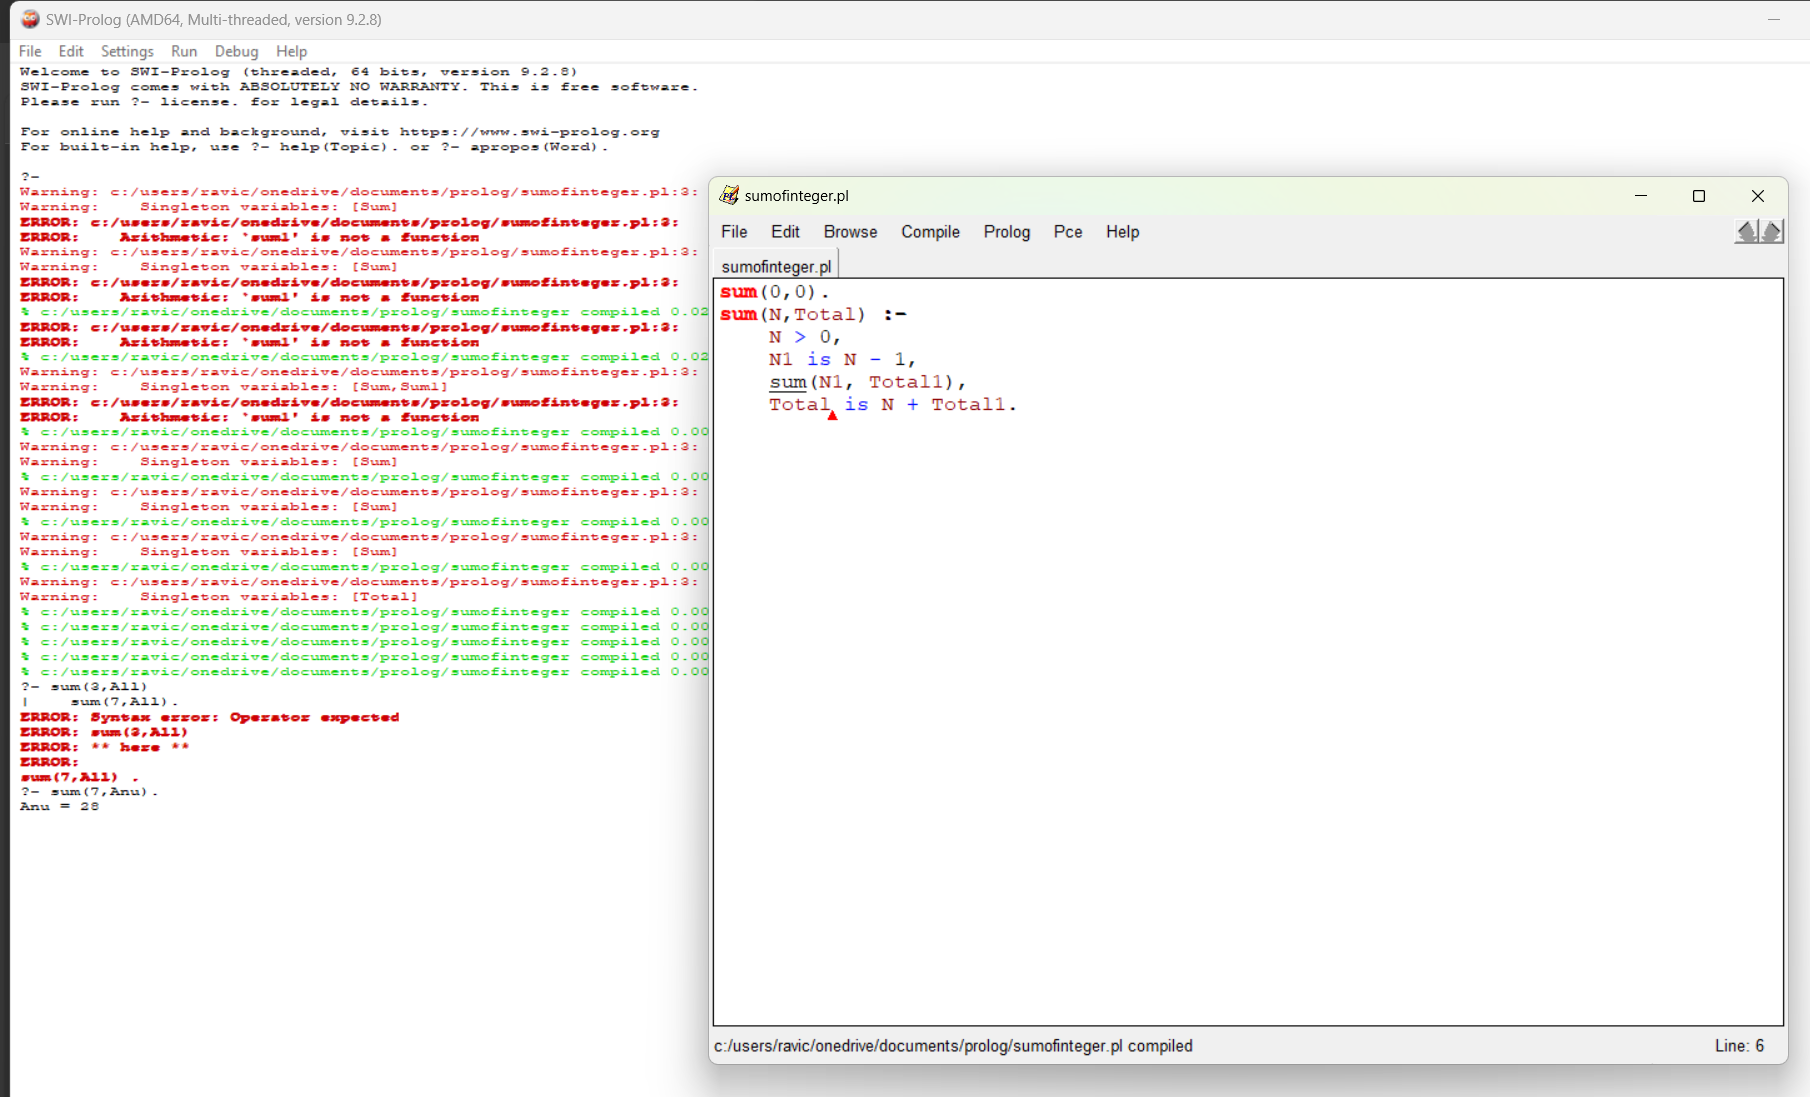 SWI-Prolog (AMD64, Multi-threaded, version 9.2.8)
File Edit Settings Run Debug Help
Welcome to SWI-Prolog (threaded, 64 bits, version 9.2.8)
SWI-Prolog comes with ABSOLUTELY NO WARRANTY. This is free software.
Please run ?- license. for legal details.
For online help and background, visit https://www.swi-prolog.org
For built-in help, use ?- help(Topic). or ?- apropos(Word).
?-
Warning: c:/users/ravic/onedrive/documents/prolog/sumofinteger.pl:3:
Warning:    Singleton variables: [Sum]
ERROR: c:/users/ravic/onedrive/documents/prolog/sumofinteger.pl:3:
ERROR:    Arithmetic: `sum1' is not a function
Warning: c:/users/ravic/onedrive/documents/prolog/sumofinteger.pl:3:
Warning:    Singleton variables: [Sum]
ERROR: c:/users/ravic/onedrive/documents/prolog/sumofinteger.pl:3:
ERROR:    Arithmetic: `sum1' is not a function
% c:/users/ravic/onedrive/documents/prolog/sumofinteger compiled 0.02
ERROR: c:/users/ravic/onedrive/documents/prolog/sumofinteger.pl:3:
ERROR:    Arithmetic: `sum1' is not a function
% c:/users/ravic/onedrive/documents/prolog/sumofinteger compiled 0.02
Warning: c:/users/ravic/onedrive/documents/prolog/sumofinteger.pl:3:
Warning:    Singleton variables: [Sum,Sum1]
ERROR: c:/users/ravic/onedrive/documents/prolog/sumofinteger.pl:3:
ERROR:    Arithmetic: `sum1' is not a function
% c:/users/ravic/onedrive/documents/prolog/sumofinteger compiled 0.00
Warning: c:/users/ravic/onedrive/documents/prolog/sumofinteger.pl:3:
Warning:    Singleton variables: [Sum]
% c:/users/ravic/onedrive/documents/prolog/sumofinteger compiled 0.00
Warning: c:/users/ravic/onedrive/documents/prolog/sumofinteger.pl:3:
Warning:    Singleton variables: [Sum]
% c:/users/ravic/onedrive/documents/prolog/sumofinteger compiled 0.00
Warning: c:/users/ravic/onedrive/documents/prolog/sumofinteger.pl:3:
Warning:    Singleton variables: [Sum]
% c:/users/ravic/onedrive/documents/prolog/sumofinteger compiled 0.00
Warning: c:/users/ravic/onedrive/documents/prolog/sumofinteger.pl:3:
Warning:    Singleton variables: [Total]
% c:/users/ravic/onedrive/documents/prolog/sumofinteger compiled 0.00
% c:/users/ravic/onedrive/documents/prolog/sumofinteger compiled 0.00
% c:/users/ravic/onedrive/documents/prolog/sumofinteger compiled 0.00
% c:/users/ravic/onedrive/documents/prolog/sumofinteger compiled 0.00
% c:/users/ravic/onedrive/documents/prolog/sumofinteger compiled 0.00
?- sum(3,All)
|    sum(7,All).
ERROR: Syntax error: Operator expected
ERROR: sum(3,All)
ERROR: ** here **
ERROR:
sum(7,All) .
?- sum(7,Anu).
Anu = 28
sumofinteger.pl
File Edit Browse Compile Prolog Pce Help
sumofinteger.pl
sum(0,0).
sum(N,Total) :-
    N > 0,
    N1 is N - 1,
    sum(N1, Total1),
    Total is N + Total1.
c:/users/ravic/onedrive/documents/prolog/sumofinteger.pl compiled
Line: 6